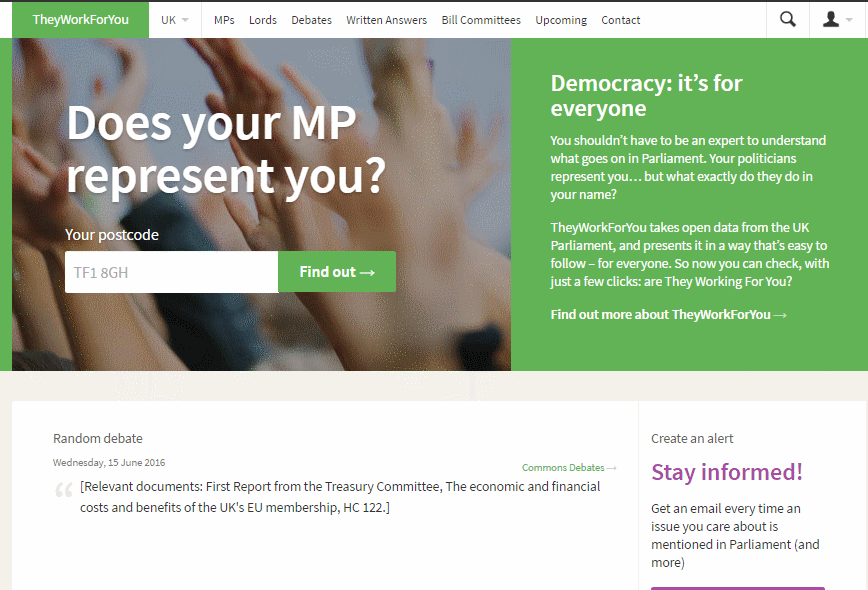 TheyWorkForYou UK MPs Lords Debates Written Answers Bill Committees Upcoming Contact
Does your MP
represent you?
Your postcode
TF1 8GH Find out →
Democracy: it’s for
everyone
You shouldn’t have to be an expert to understand
what goes on in Parliament. Your politicians
represent you… but what exactly do they do in
your name?
TheyWorkForYou takes open data from the UK
Parliament, and presents it in a way that’s easy to
follow – for everyone. So now you can check, with
just a few clicks: are They Working For You?
Find out more about TheyWorkForYou →
Random debate
Wednesday, 15 June 2016
Commons Debates →
“ [Relevant documents: First Report from the Treasury Committee, The economic and financial
costs and benefits of the UK's EU membership, HC 122.]
Create an alert
Stay informed!
Get an email every time an
issue you care about is
mentioned in Parliament (and
more)